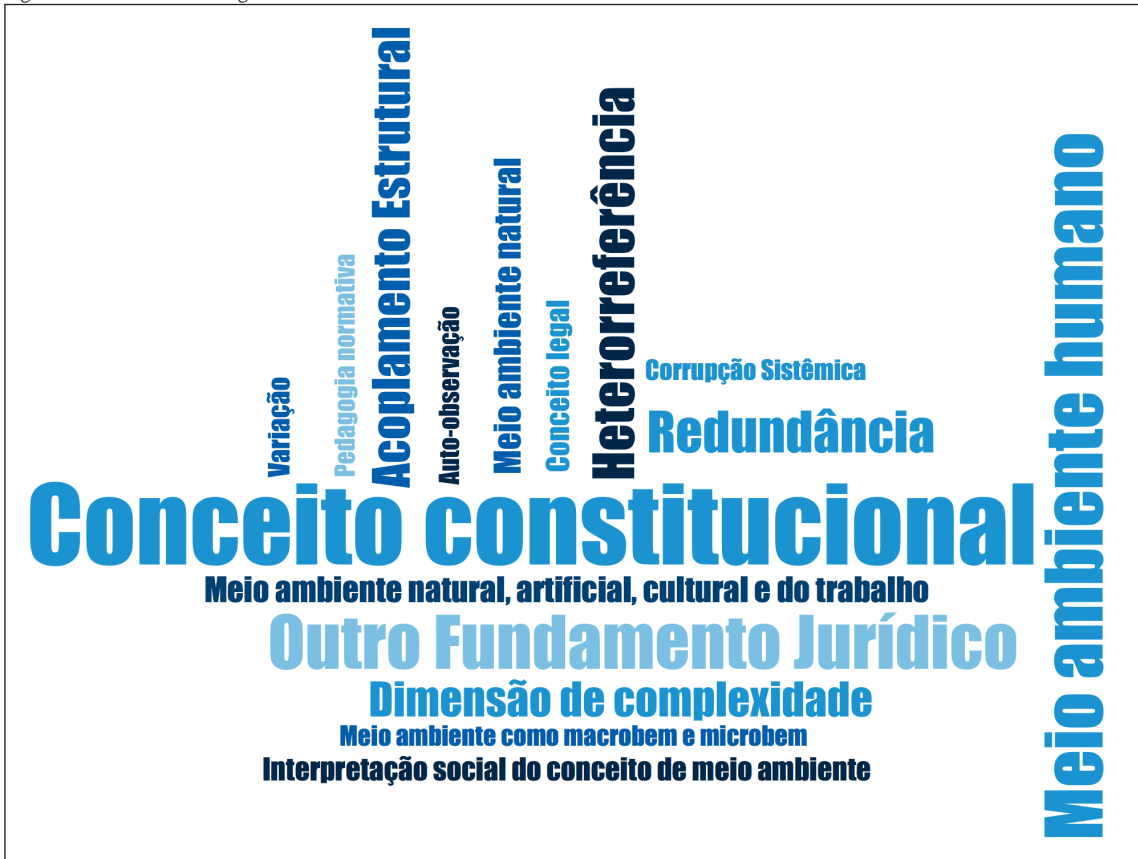 Variação
Pedagogia normativa
Acoplamento Estrutural
Auto-observação
Meio ambiente natural
Conceito legal
Heterorreferência
Corrupção Sistêmica
Redundância
Conceito constitucional
Meio ambiente natural, artificial, cultural e do trabalho
Outro Fundamento Jurídico
Dimensão de complexidade
Meio ambiente como macrobem e microbem
Interpretação social do conceito de meio ambiente
Meio ambiente humano